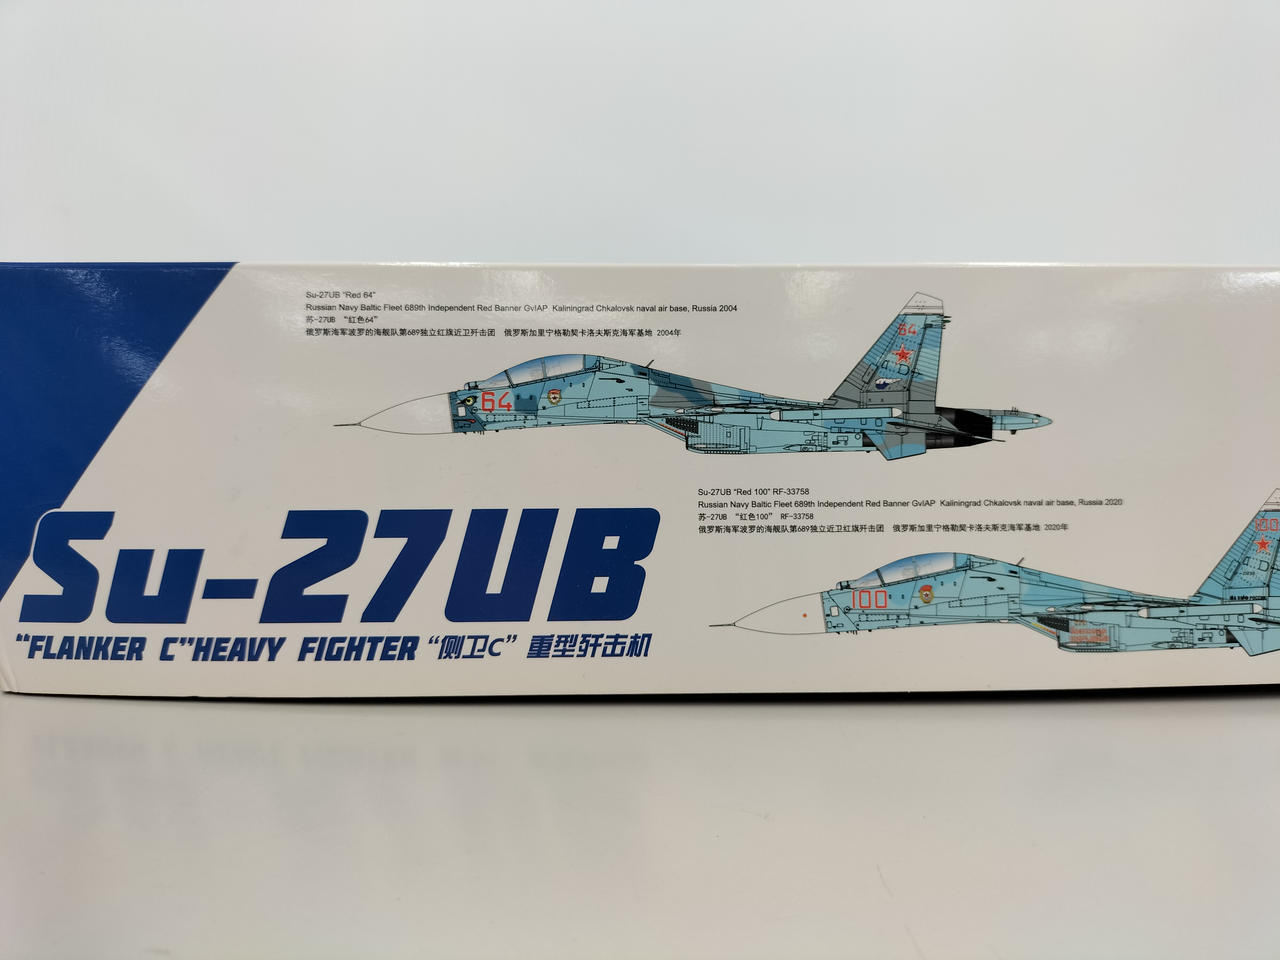 Su-27UB "Red 64"
Russian Navy Baltic Fleet 689th Independent Red Banner GvIAP Kaliningrad Chkalovsk naval air base, Russia 2004
苏-27UB “红色64”
俄罗斯海军波罗的海舰队第689独立红旗近卫歼击团 俄罗斯加里宁格勒契卡洛夫斯克海军基地 2004年
64
64
Su-27UB "Red 100" RF-33758
Russian Navy Baltic Fleet 689th Independent Red Banner GvIAP Kaliningrad Chkalovsk naval air base, Russia 2020
苏-27UB “红色100” RF-33758
俄罗斯海军波罗的海舰队第689独立近卫红旗歼击团 俄罗斯加里宁格勒契卡洛夫斯克海军基地 2020年
100
100
Su-27UB
“FLANKER C”HEAVY FIGHTER “侧卫C” 重型歼击机